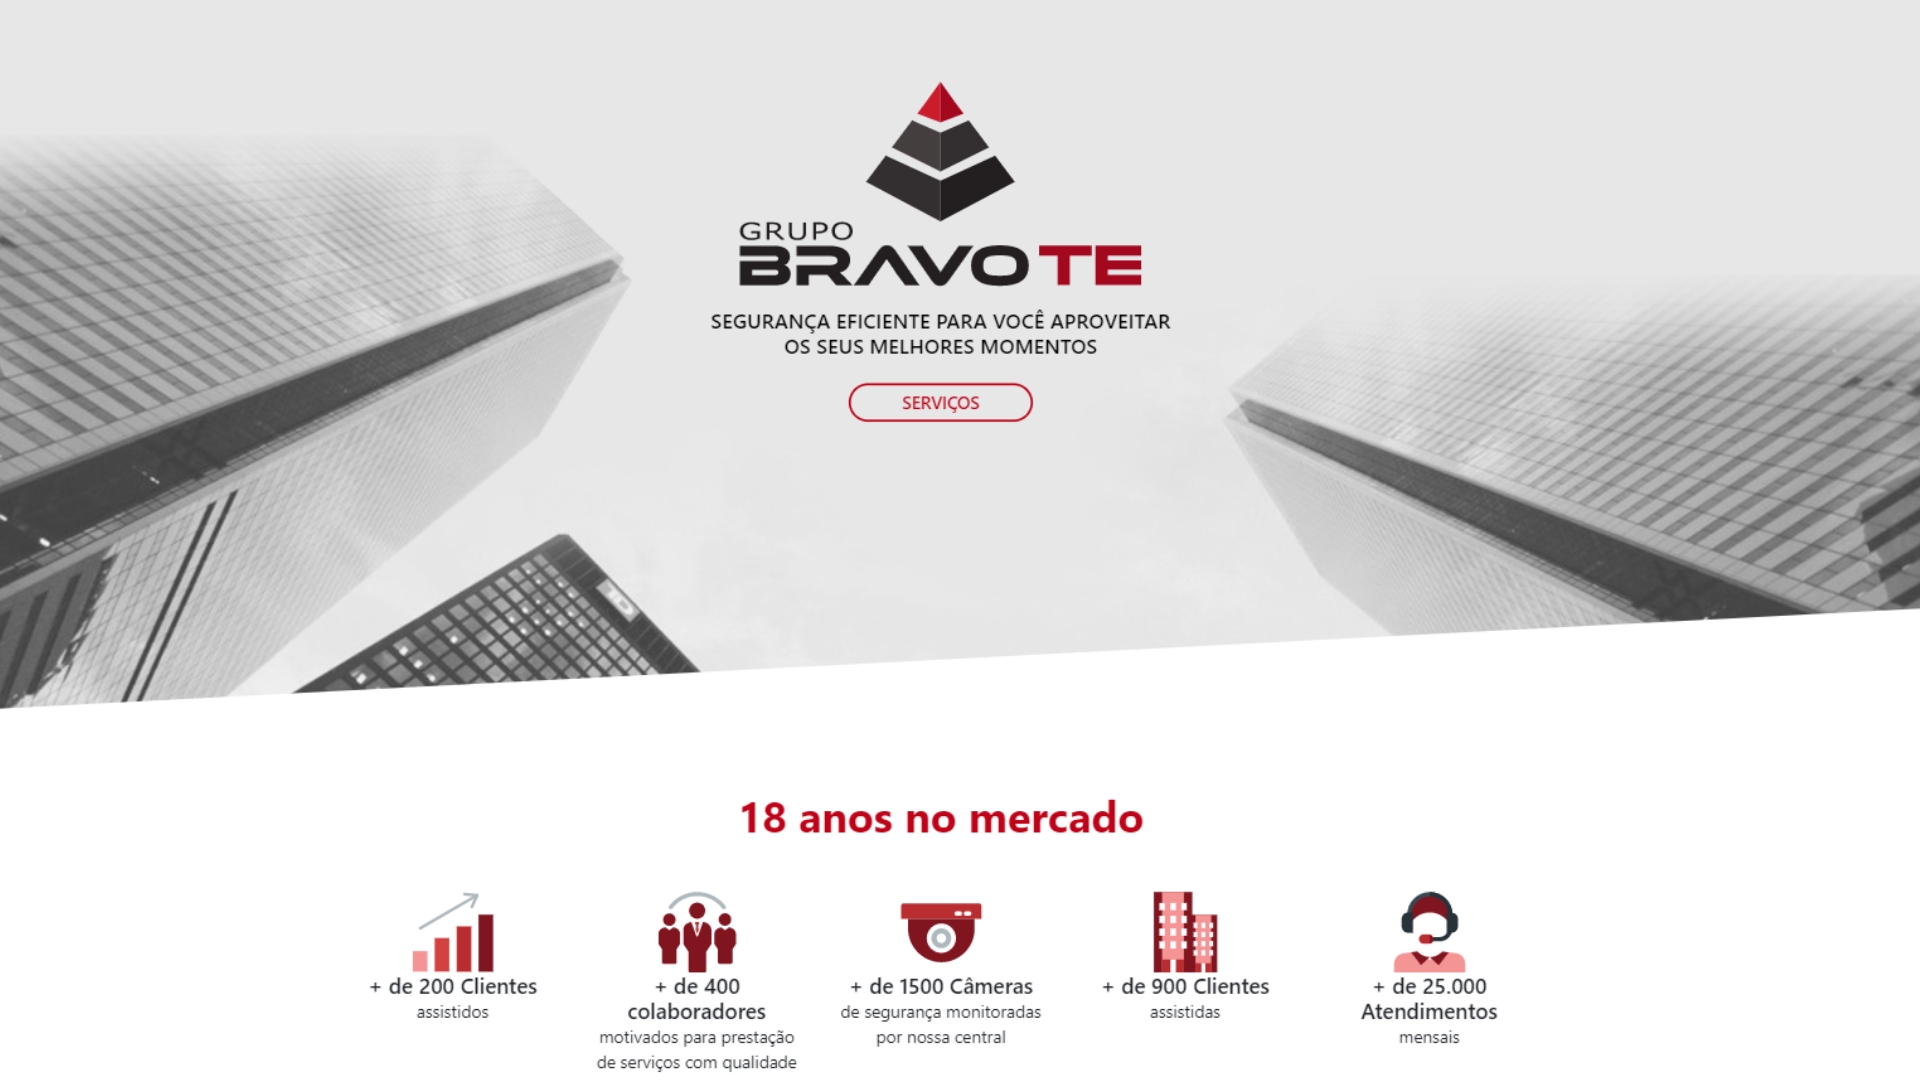 GRUPO
BRAVO TE
SEGURANÇA EFICIENTE PARA VOCÊ APROVEITAR
OS SEUS MELHORES MOMENTOS
SERVIÇOS
18 anos no mercado
+ de 200 Clientes
assistidos
+ de 400
colaboradores
motivados para prestação
de serviços com qualidade
+ de 1500 Câmeras
de segurança monitoradas
por nossa central
+ de 900 Clientes
assistidas
+ de 25.000
Atendimentos
mensais